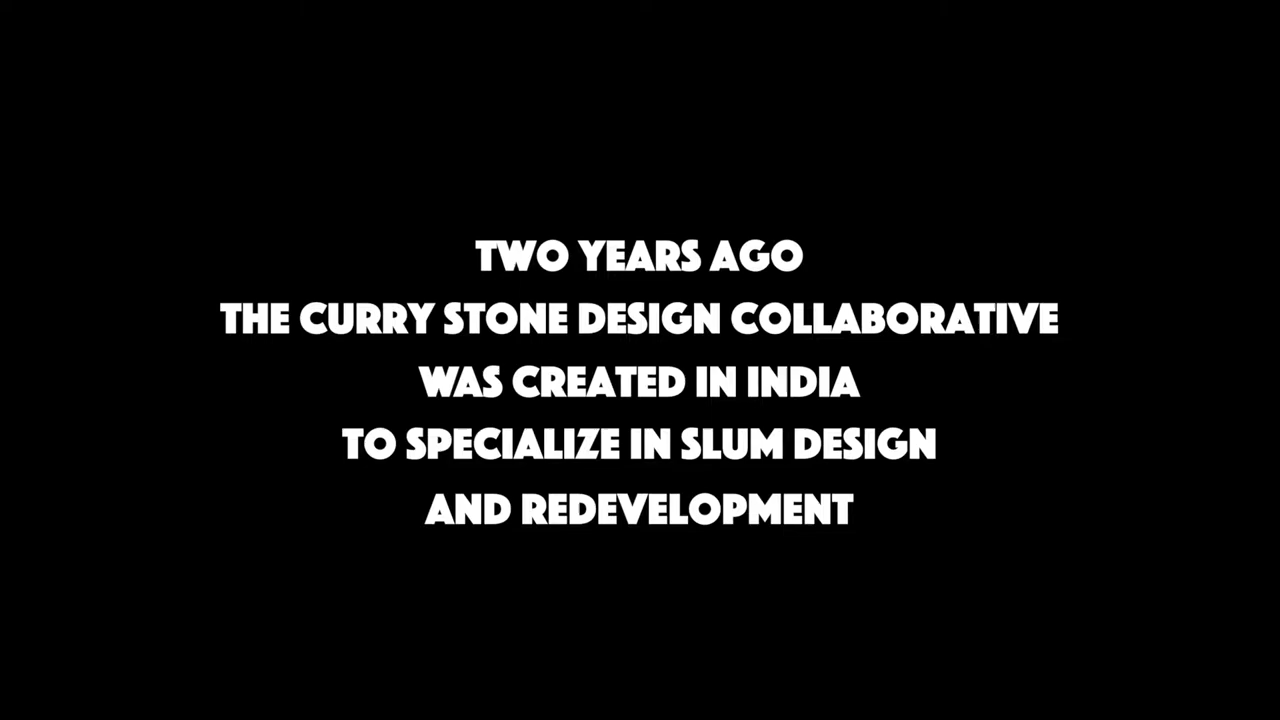 TWO YEARS AGO
THE CURRY STONE DESIGN COLLABORATIVE
WAS CREATED IN INDIA
TO SPECIALIZE IN SLUM DESIGN
AND REDEVELOPMENT